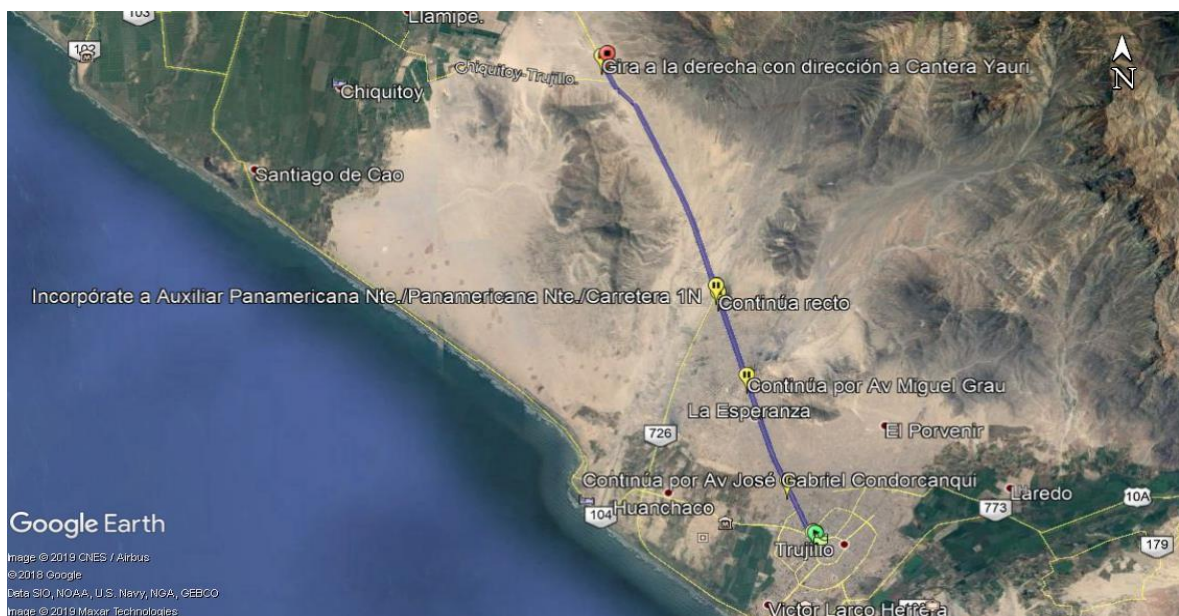 103
Llamipe.
103
Gira a la derecha con dirección a Cantera Yauri
N
Chiquitoy-Trujillo
Chiquitoy
Santiago de Cao
Incorpórate a Auxiliar Panamericana Nte./Panamericana Nte./Carretera 1N
Continúa recto
Continúa por Av Miguel Grau
La Esperanza
El Porvenir
726
Continúa por Av José Gabriel Condorcanqui
Laredo
10A
Huanchaco
104
773
Google Earth
Trujillo
179
Image © 2019 CNES / Airbus
© 2018 Google
Data SIO, NOAA, U.S. Navy, NGA, GEBCO
Image © 2019 Maxar Technologies
Victor Larco Herrera